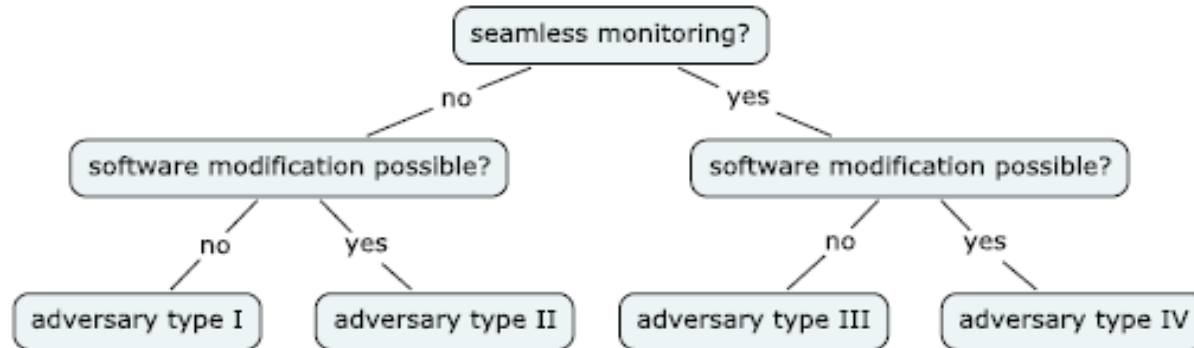 seamless monitoring?
no
yes
software modification possible?
software modification possible?
no
yes
no
yes
adversary type I
adversary type II
adversary type III
adversary type IV